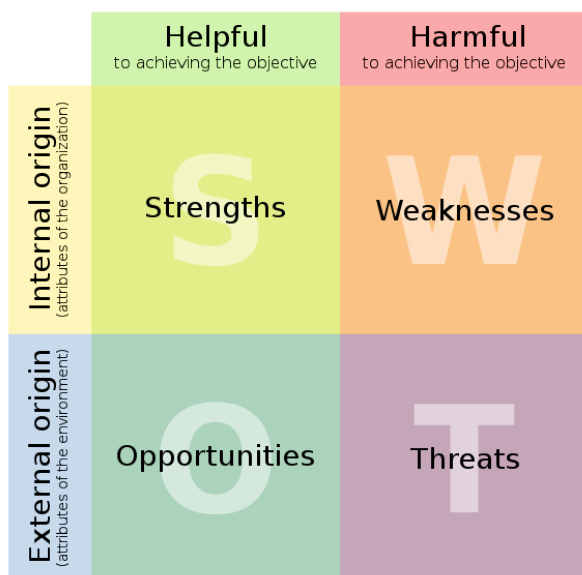 Helpful
to achieving the objective
Harmful
to achieving the objective
Internal origin
(attributes of the organization)
S
Strengths
W
Weaknesses
External origin
(attributes of the environment)
O
Opportunities
T
Threats